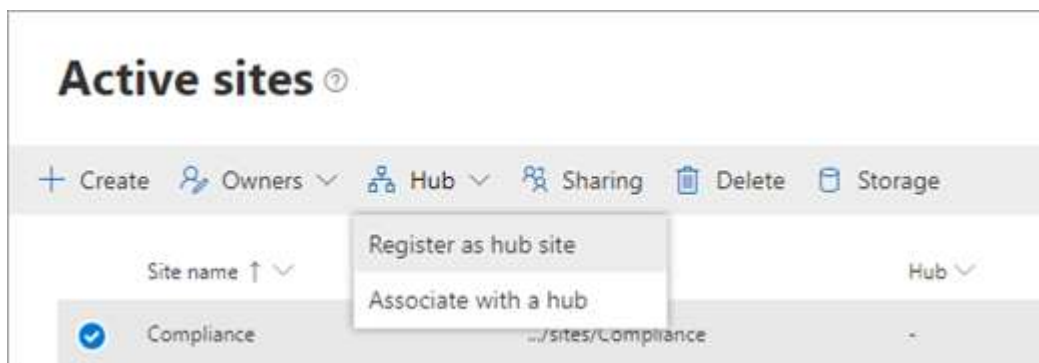 Active sites ?
+ Create Owners Hub Sharing Delete Storage
Register as hub site
Site name ↑ Hub
Associate with a hub
Compliance .../sites/Compliance -